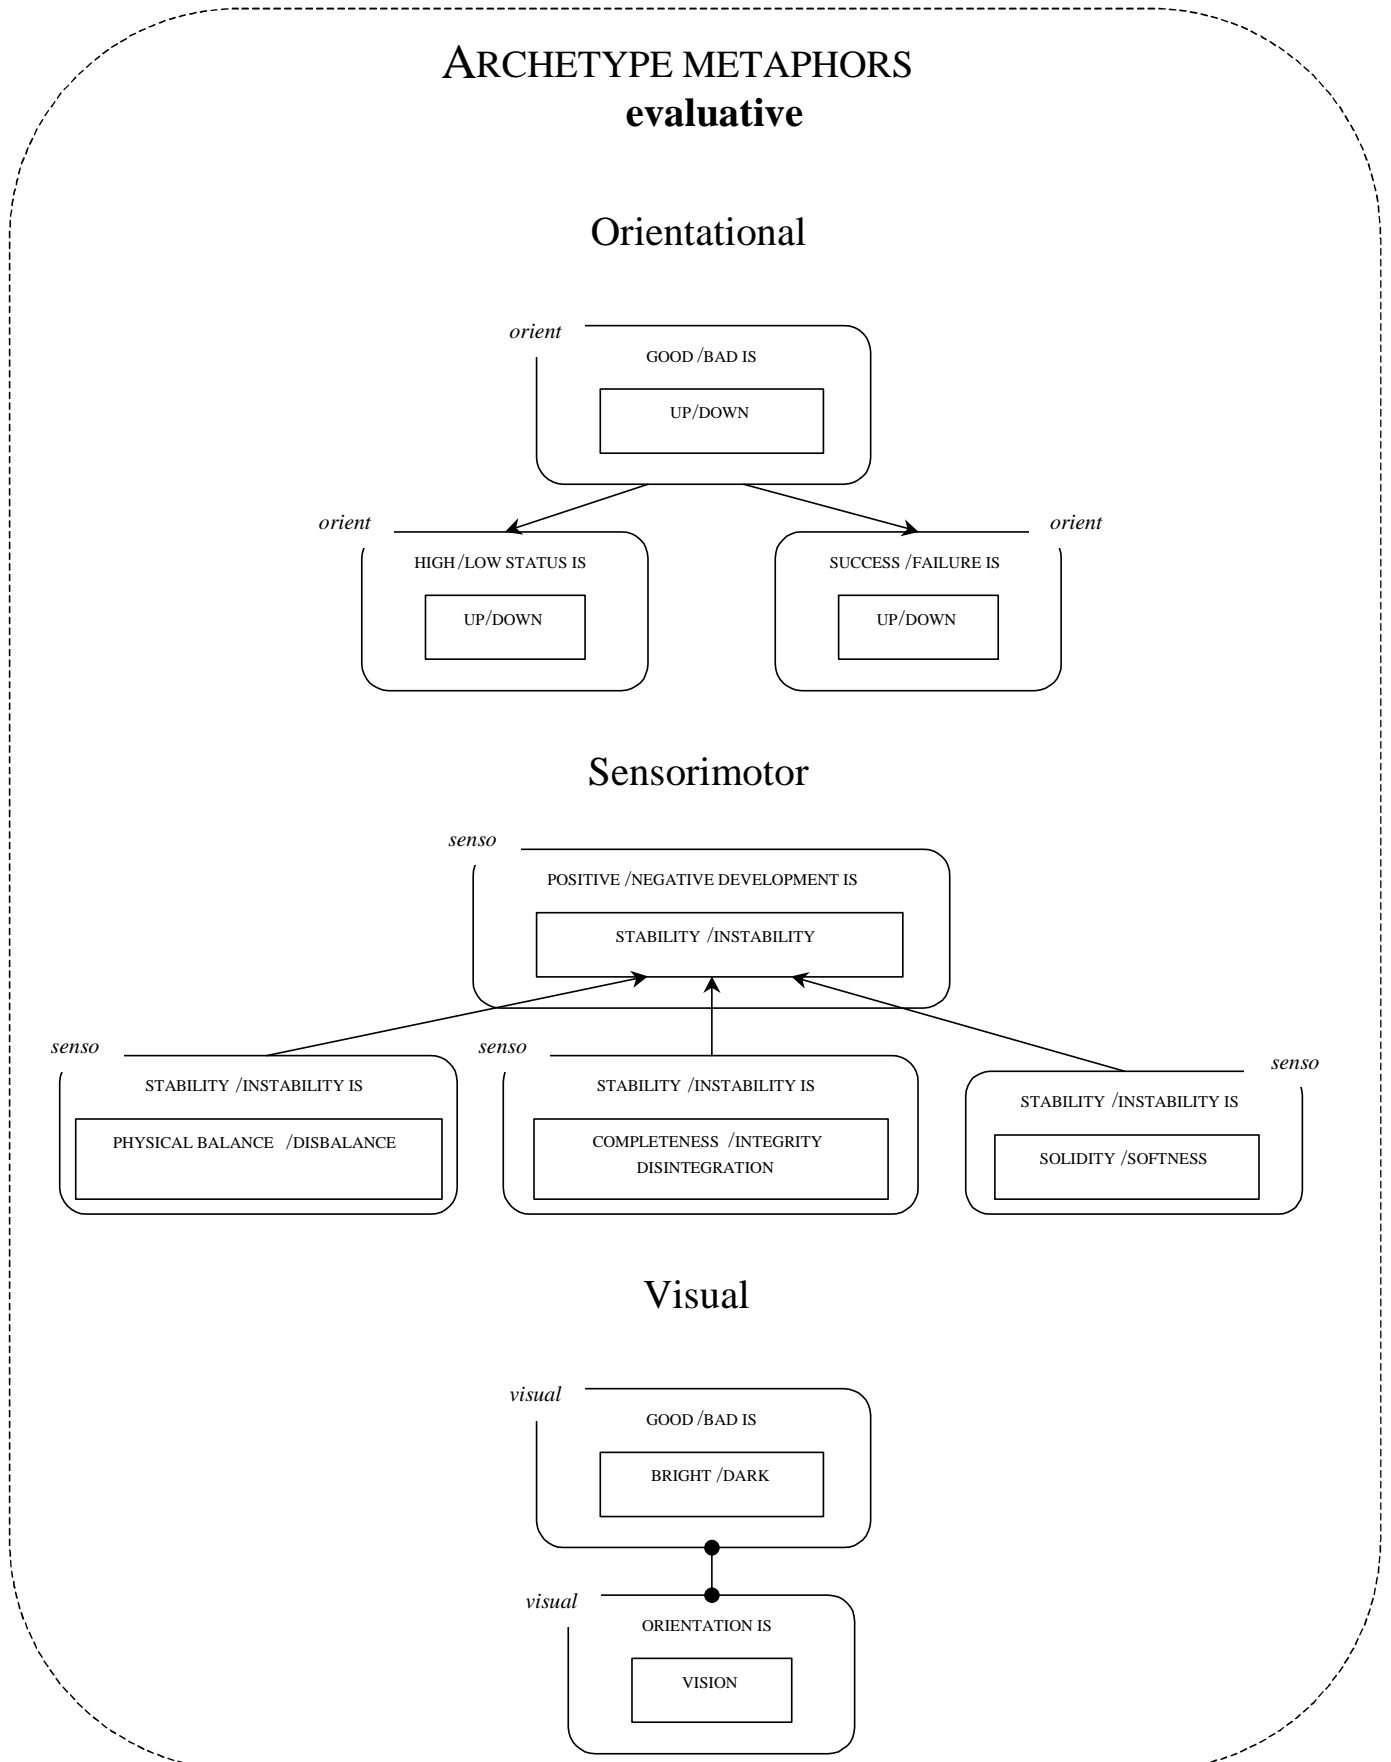 ARCHETYPE METAPHORS
evaluative
Orientational
orient
GOOD /BAD IS
UP/DOWN
orient
HIGH/LOW STATUS IS
UP/DOWN
orient
SUCCESS /FAILURE IS
UP/DOWN
Sensorimotor
senso
POSITIVE /NEGATIVE DEVELOPMENT IS
STABILITY /INSTABILITY
senso
STABILITY /INSTABILITY IS
PHYSICAL BALANCE /DISBALANCE
senso
STABILITY /INSTABILITY IS
COMPLETENESS /INTEGRITY
DISINTEGRATION
senso
STABILITY /INSTABILITY IS
SOLIDITY /SOFTNESS
Visual
visual
GOOD /BAD IS
BRIGHT /DARK
visual
ORIENTATION IS
VISION